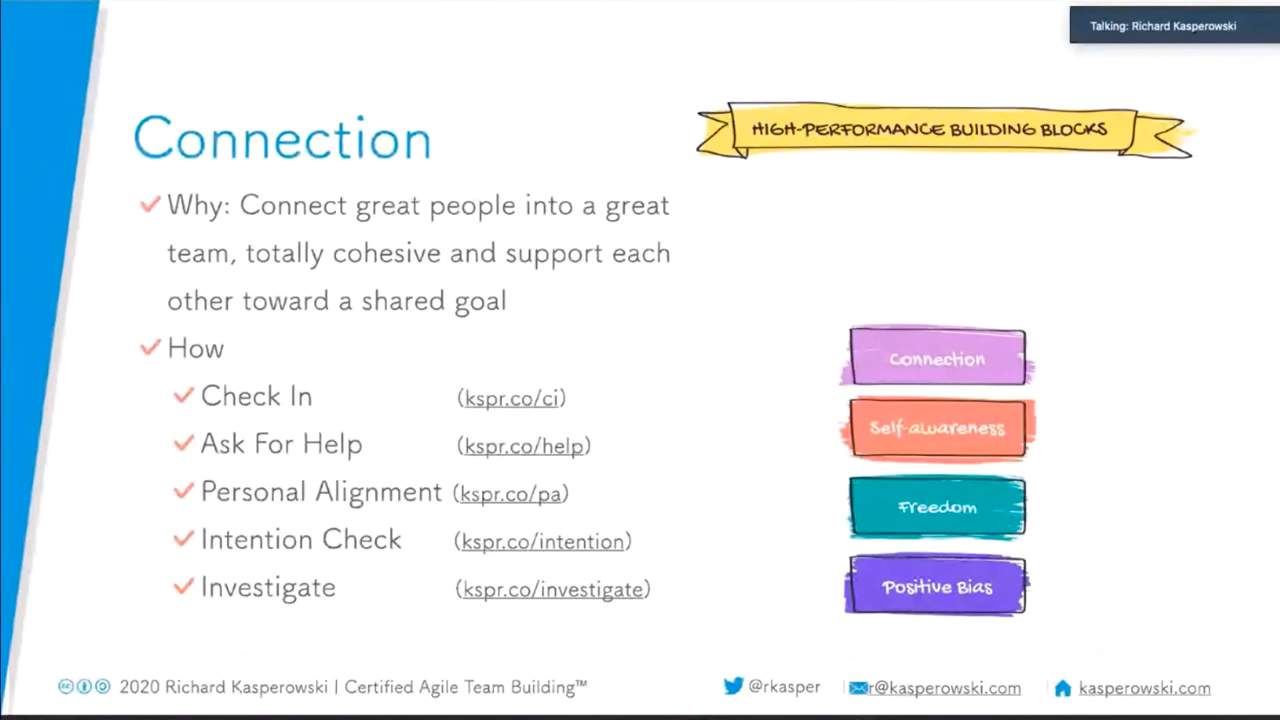 Talking: Richard Kasperowski
Connection
HIGH-PERFORMANCE BUILDING BLOCKS
Why: Connect great people into a great
team, totally cohesive and support each
other toward a shared goal
How
Check In (kspr.co/ci)
Ask For Help (kspr.co/help)
Personal Alignment (kspr.co/pa)
Intention Check (kspr.co/intention)
Investigate (kspr.co/investigate)
Connection
Self-awareness
Freedom
Positive Bias
2020 Richard Kasperowski | Certified Agile Team Building™
@rkasper
r@kasperowski.com
kasperowski.com